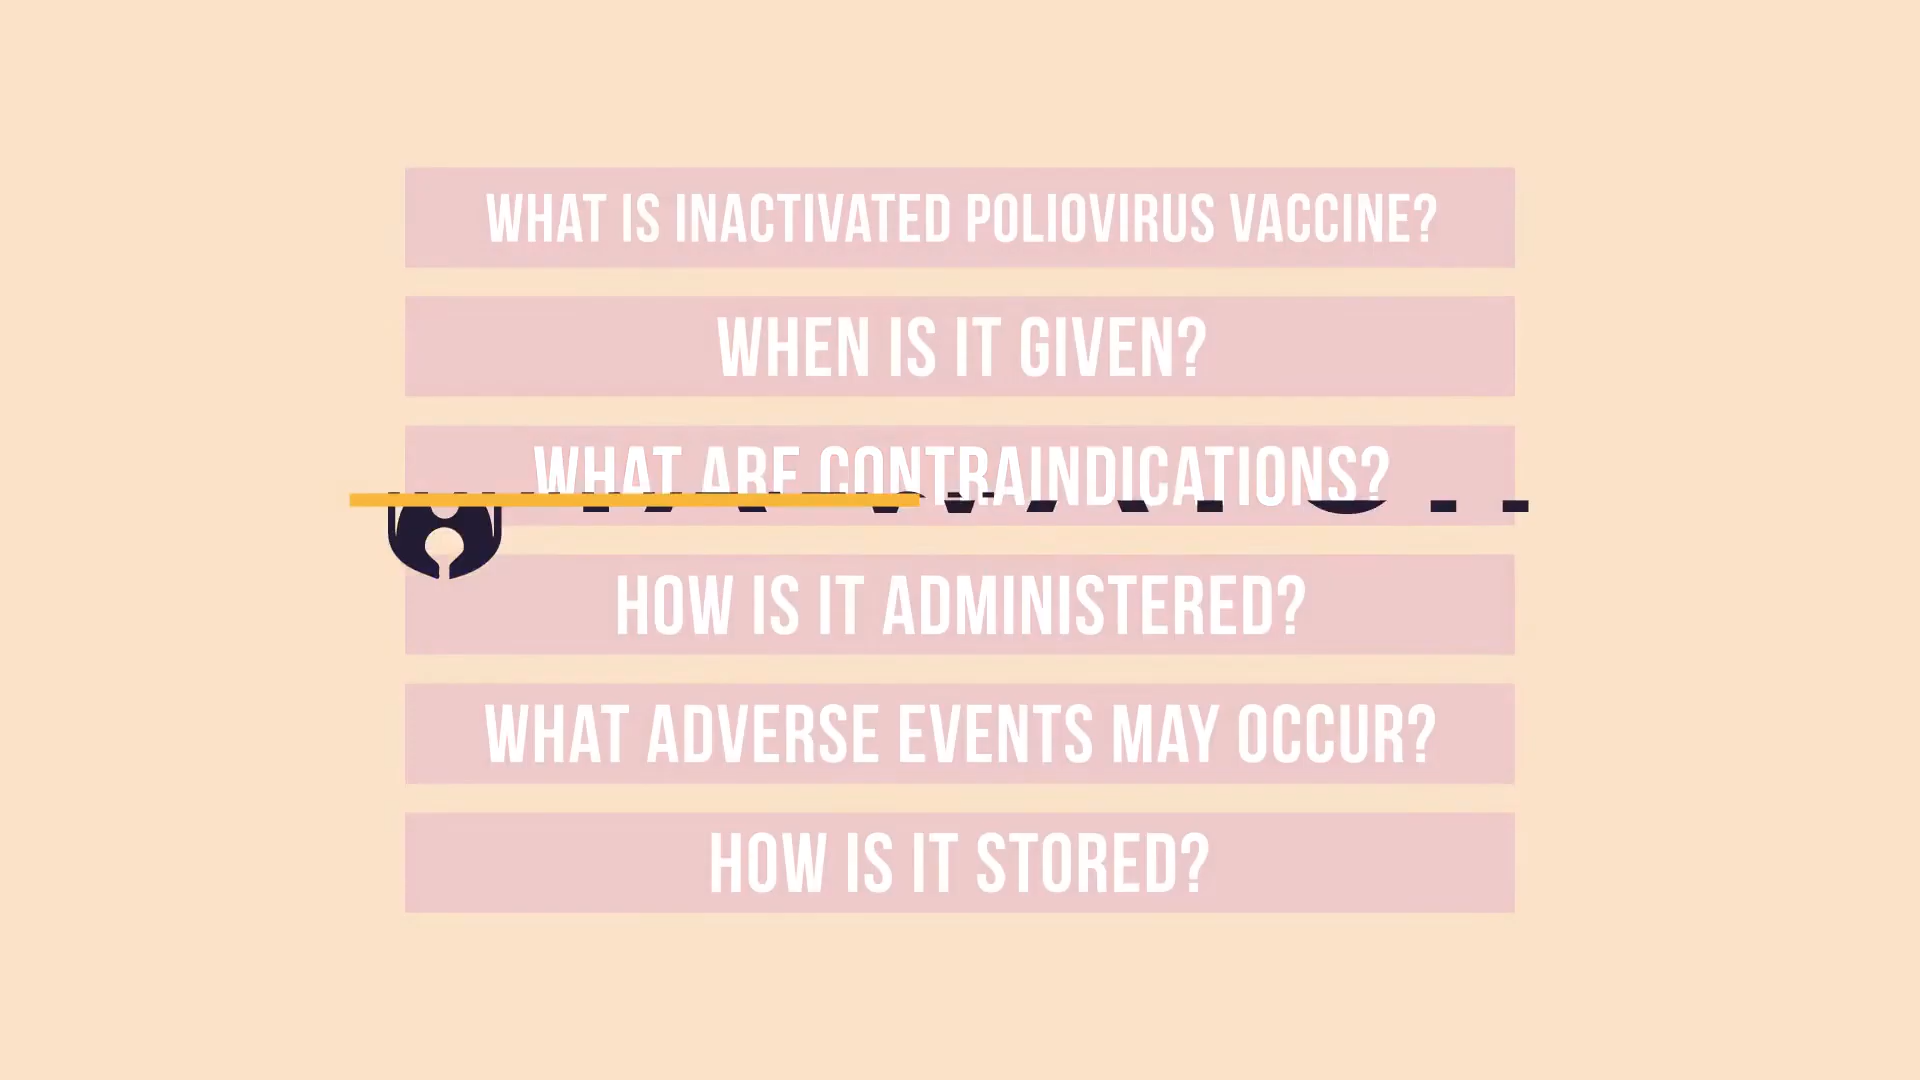 WHAT IS INACTIVATED POLIOVIRUS VACCINE?
WHEN IS IT GIVEN?
WHAT ARE CONTRAINDICATIONS?
HOW IS IT ADMINISTERED?
WHAT ADVERSE EVENTS MAY OCCUR?
HOW IS IT STORED?